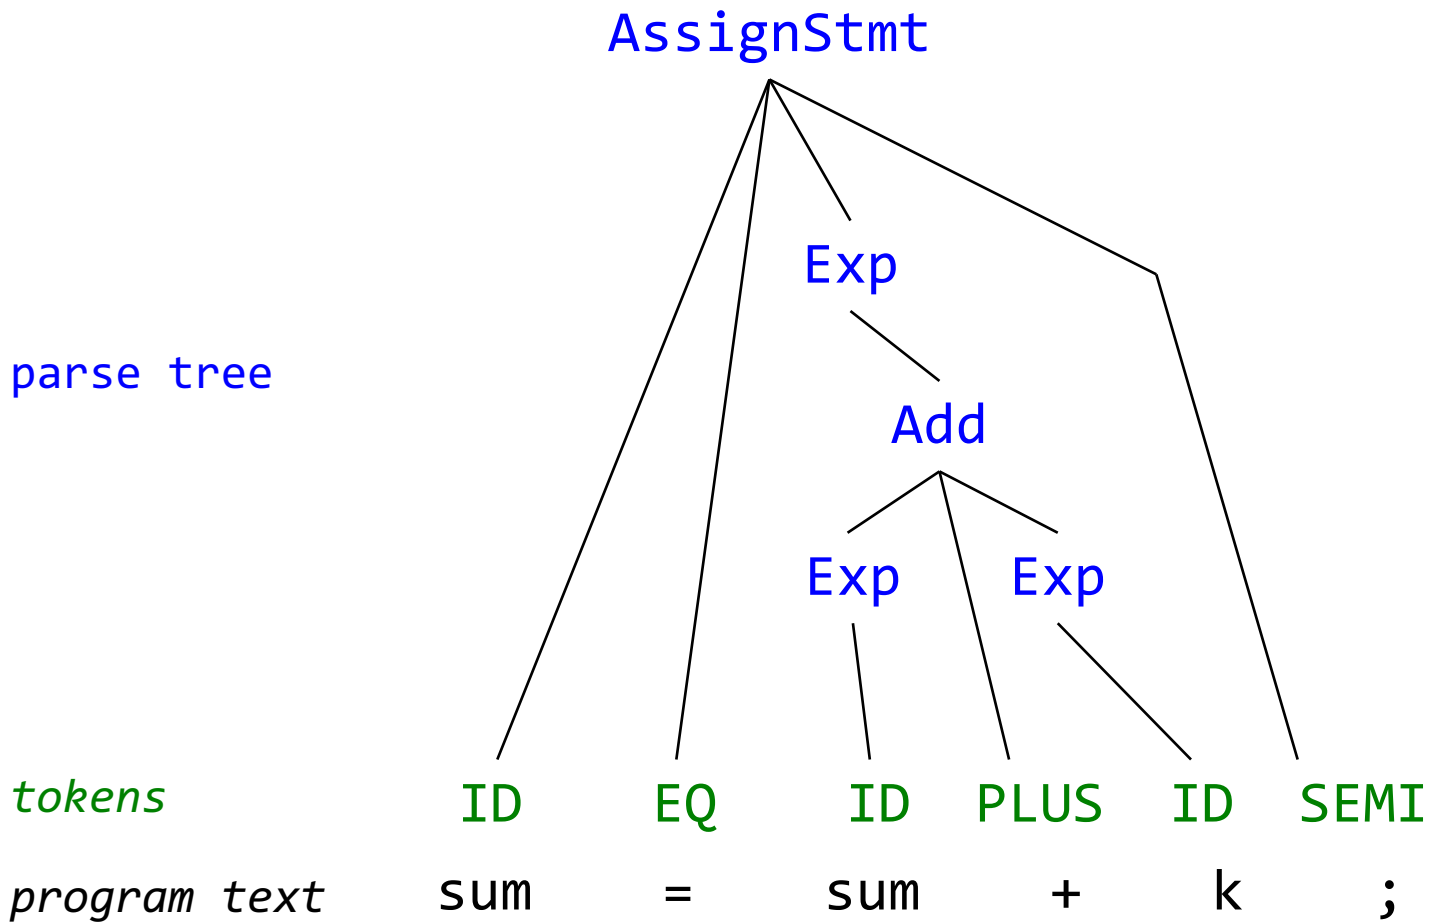 AssignStmt
Exp
parse tree
Add
Exp Exp
tokens ID EQ ID PLUS ID SEMI
program text sum = sum + k ;